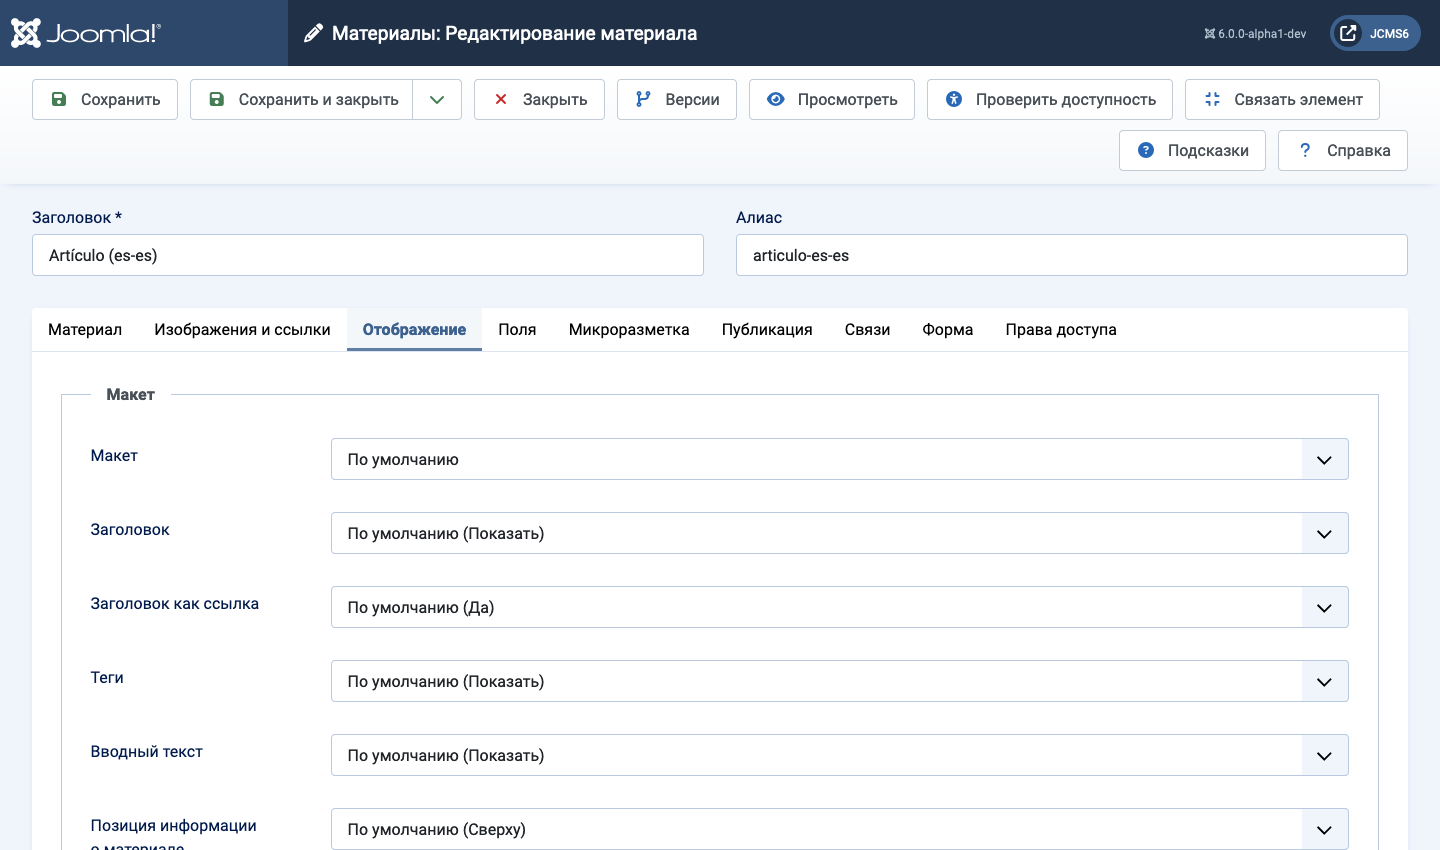 Joomla!®
Материалы: Редактирование материала
6.0.0-alpha1-dev
JCMS6
Сохранить
Сохранить и закрыть
Закрыть
Версии
Просмотреть
Проверить доступность
Связать элемент
Подсказки
Справка
Заголовок *
Алиас
Artículo (es-es)
articulo-es-es
Материал
Изображения и ссылки
Отображение
Поля
Микроразметка
Публикация
Связи
Форма
Права доступа
Макет
Макет
По умолчанию
Заголовок
По умолчанию (Показать)
Заголовок как ссылка
По умолчанию (Да)
Теги
По умолчанию (Показать)
Вводный текст
По умолчанию (Показать)
Позиция информации
о материале
По умолчанию (Сверху)